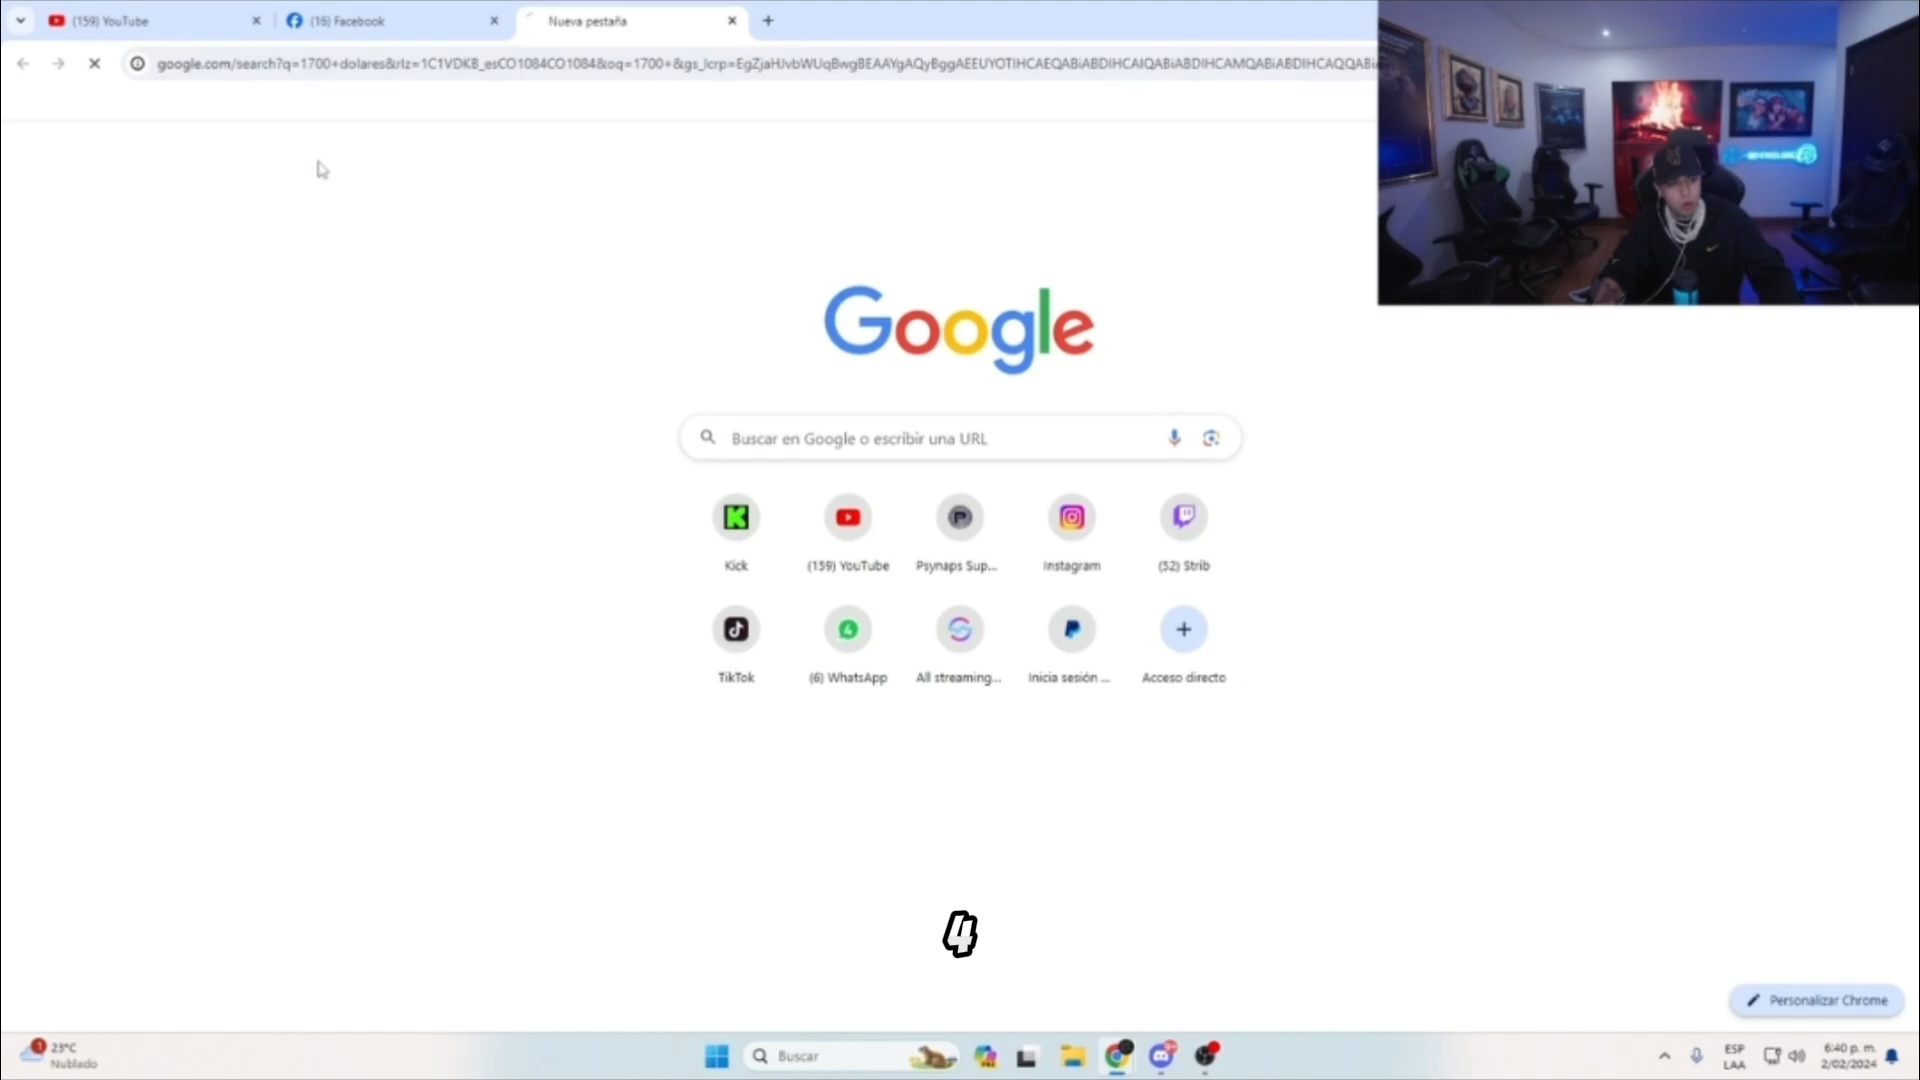 (159) YouTube
(16) Facebook
Nueva pestaña
google.com/search?q=1700+dolares&rlz=1C1VDKB_esCO1084CO1084&oq=1700+&gs_lcrp=EgZjaHJvbWUqBwgBEAAYgAQyBggAEEUYOTIHCAEQABiABDIHCAIQABiABDIHCAMQABiABDIHCAQQABiA
Google
Buscar en Google o escribir una URL
Kick
(159) YouTube
Psynaps Sup...
Instagram
(52) Strib
TikTok
(6) WhatsApp
All streaming...
Inicia sesión ...
Acceso directo
4
Personalizar Chrome
1
23°C
Nublado
Buscar
ESP
LAA
6:40 p. m.
2/02/2024